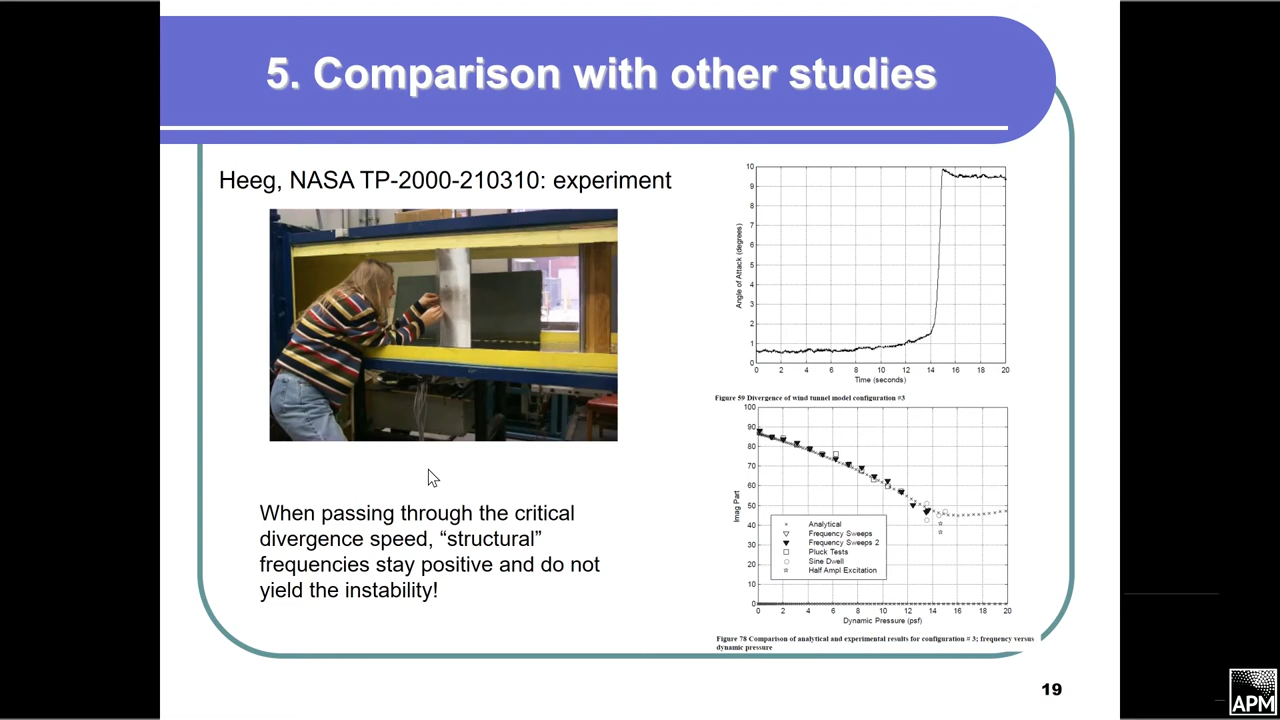 5. Comparison with other studies
Heeg, NASA TP-2000-210310: experiment
When passing through the critical
divergence speed, “structural”
frequencies stay positive and do not
yield the instability!
10
9
8
7
6
5
4
3
2
1
0
Angle of Attack (degrees)
0 2 4 6 8 10 12 14 16 18 20
Time (seconds)
Figure 59 Divergence of wind tunnel model configuration #3
100
90
80
70
60
50
40
30
20
10
0
Imag Part
Analytical
Frequency Sweeps
Frequency Sweeps 2
Pluck Tests
Sine Dwell
Half Ampl Excitation
0 2 4 6 8 10 12 14 16 18 20
Dynamic Pressure (psf)
Figure 78 Comparison of analytical and experimental results for configuration # 3; frequency versus
dynamic pressure
19
APM